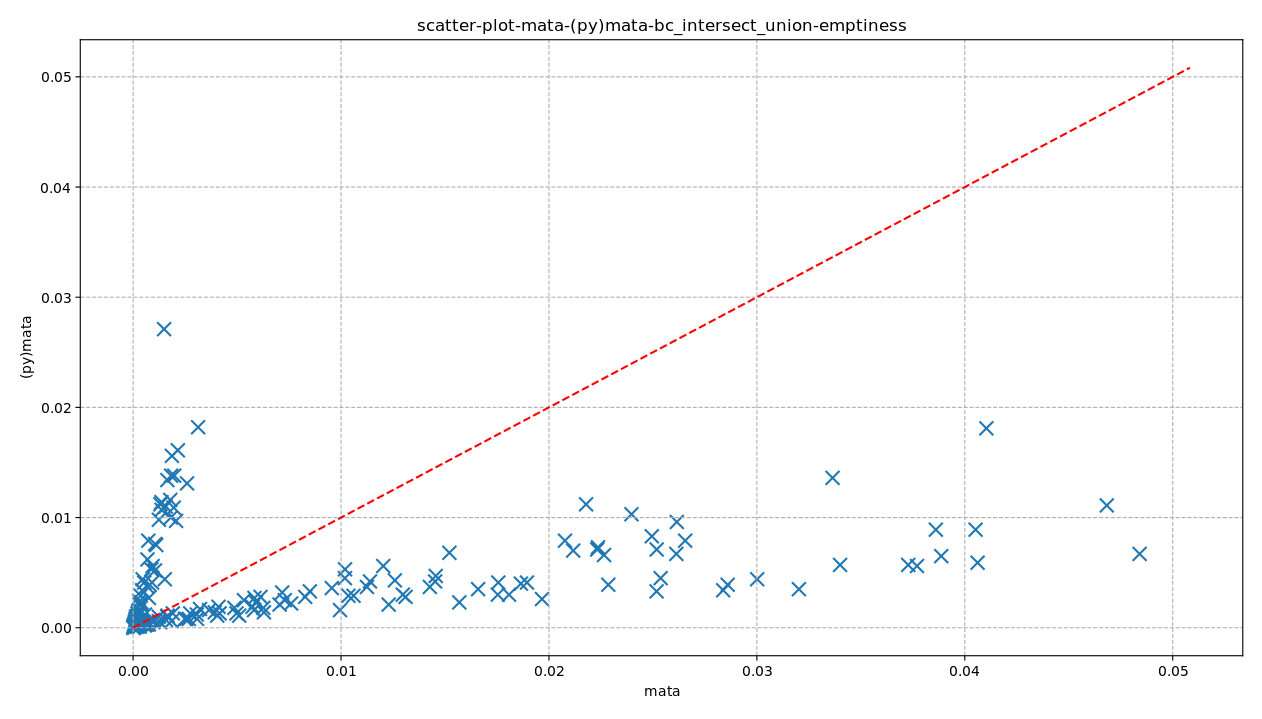 scatter-plot-mata-(py)mata-bc_intersect_union-emptiness
0.05
0.04
0.03
(py)mata
0.02
0.01
0.00
0.00 0.01 0.02 0.03 0.04 0.05
mata